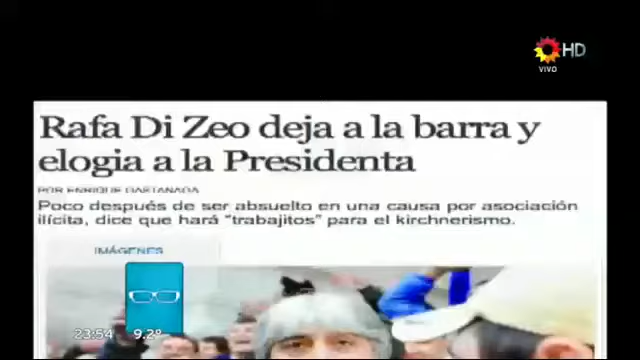 HD
VIVO
Rafa Di Zeo deja a la barra y
elogia a la Presidenta
POR ENRIQUE GASTAÑAGA
Poco después de ser absuelto en una causa por asociación
ilícita, dice que hará "trabajitos" para el kirchnerismo.
IMÁGENES
23:54 9.2°